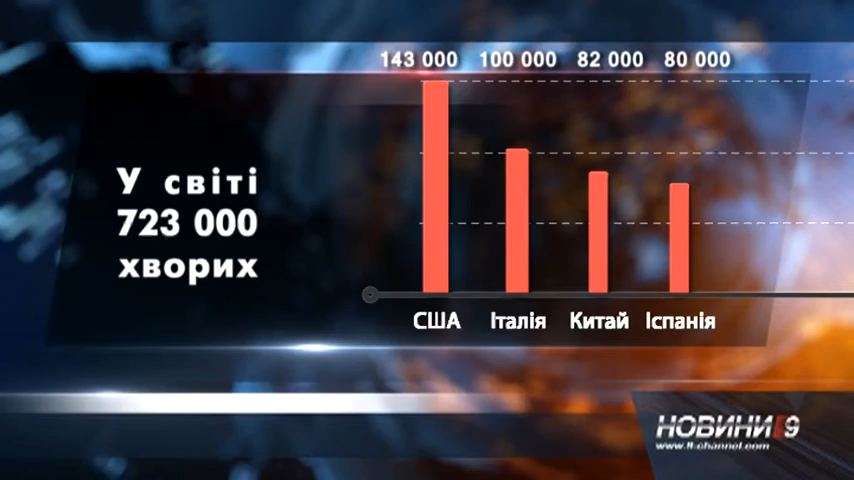 143 000 100 000 82 000 80 000
У світі
723 000
хворих
США Італія Китай Іспанія
НОВИНИ 9